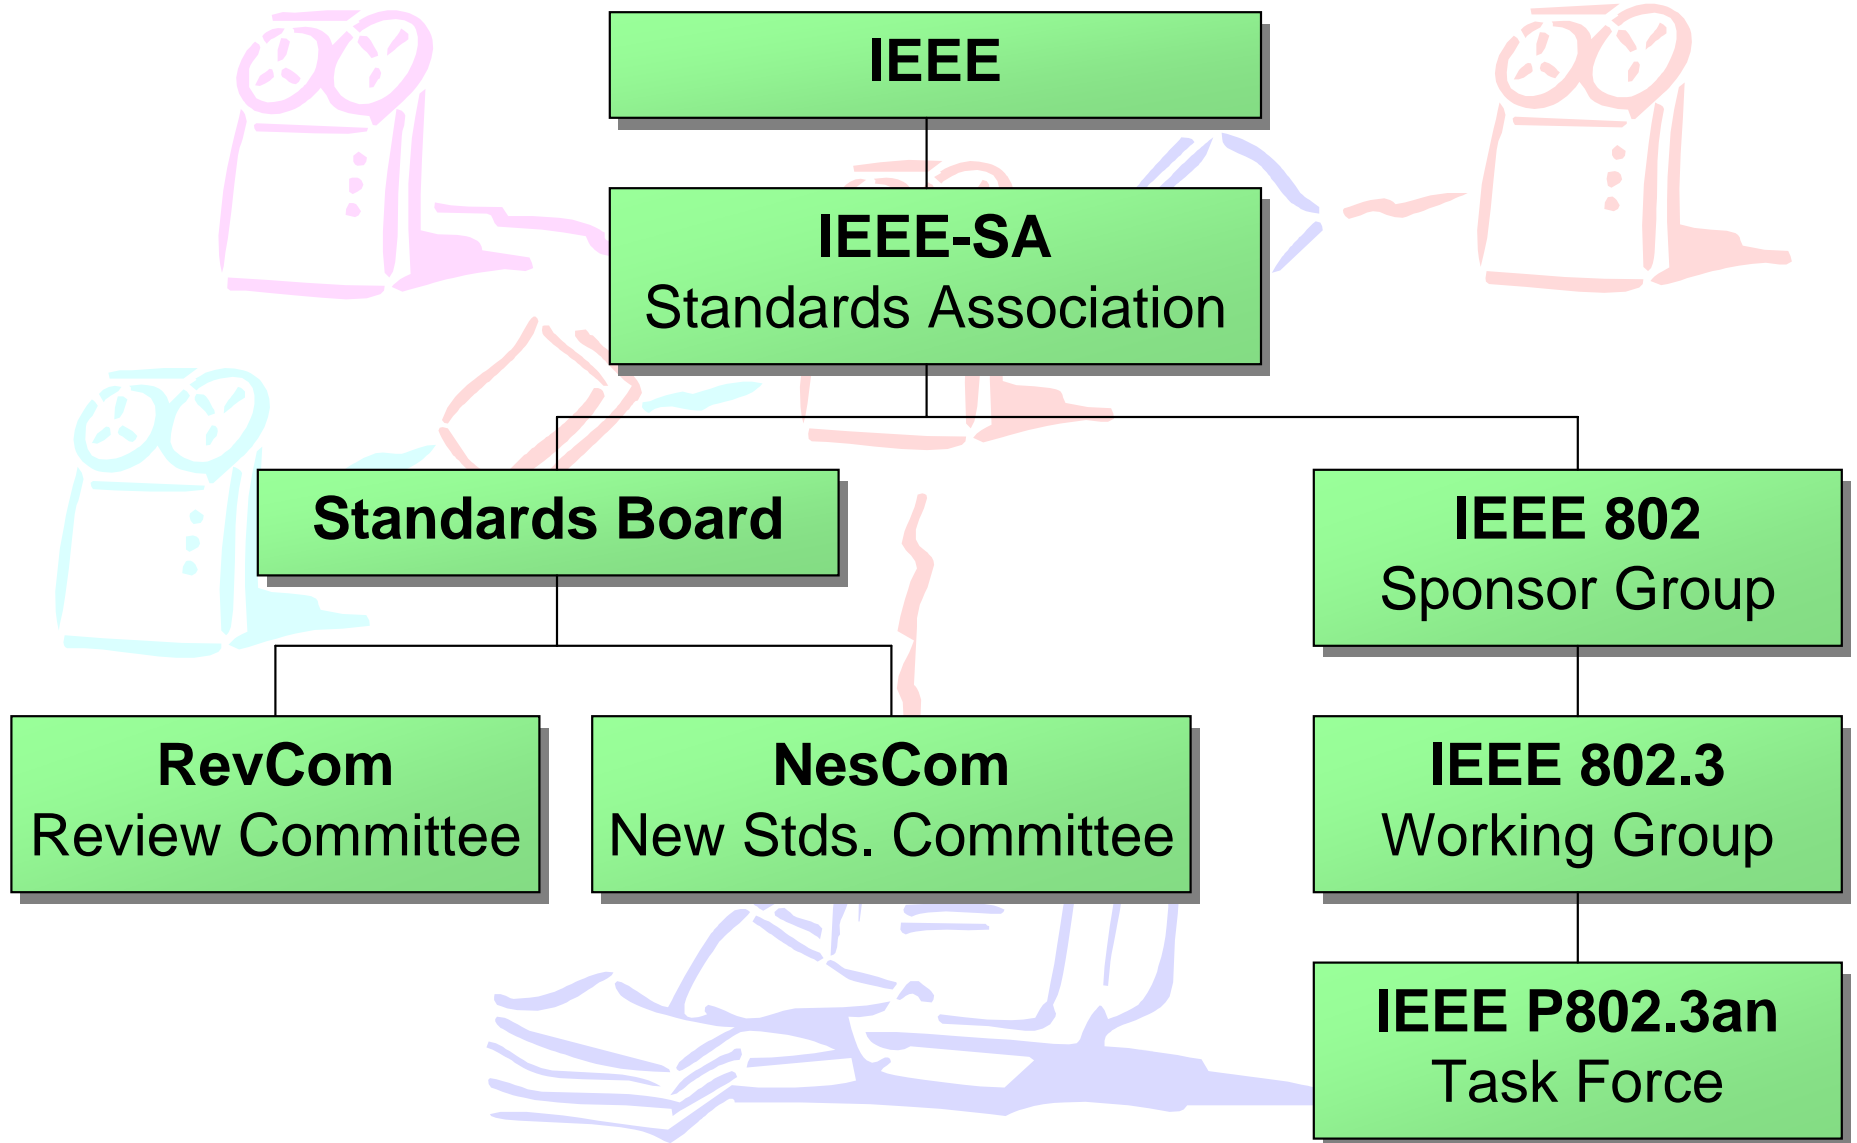 IEEE
IEEE-SA
Standards Association
Standards Board
IEEE 802
Sponsor Group
RevCom
Review Committee
NesCom
New Stds. Committee
IEEE 802.3
Working Group
IEEE P802.3an
Task Force